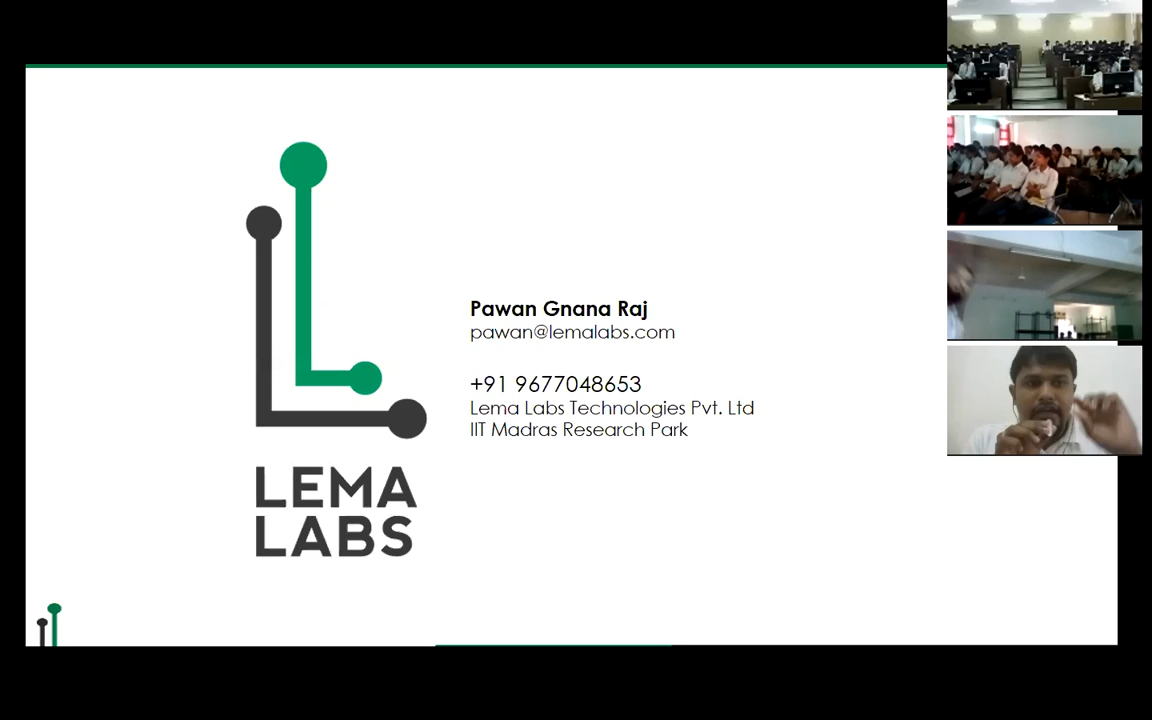 Pawan Gnana Raj
pawan@lemalabs.com
+91 9677048653
Lema Labs Technologies Pvt. Ltd
IIT Madras Research Park
LEMA
LABS